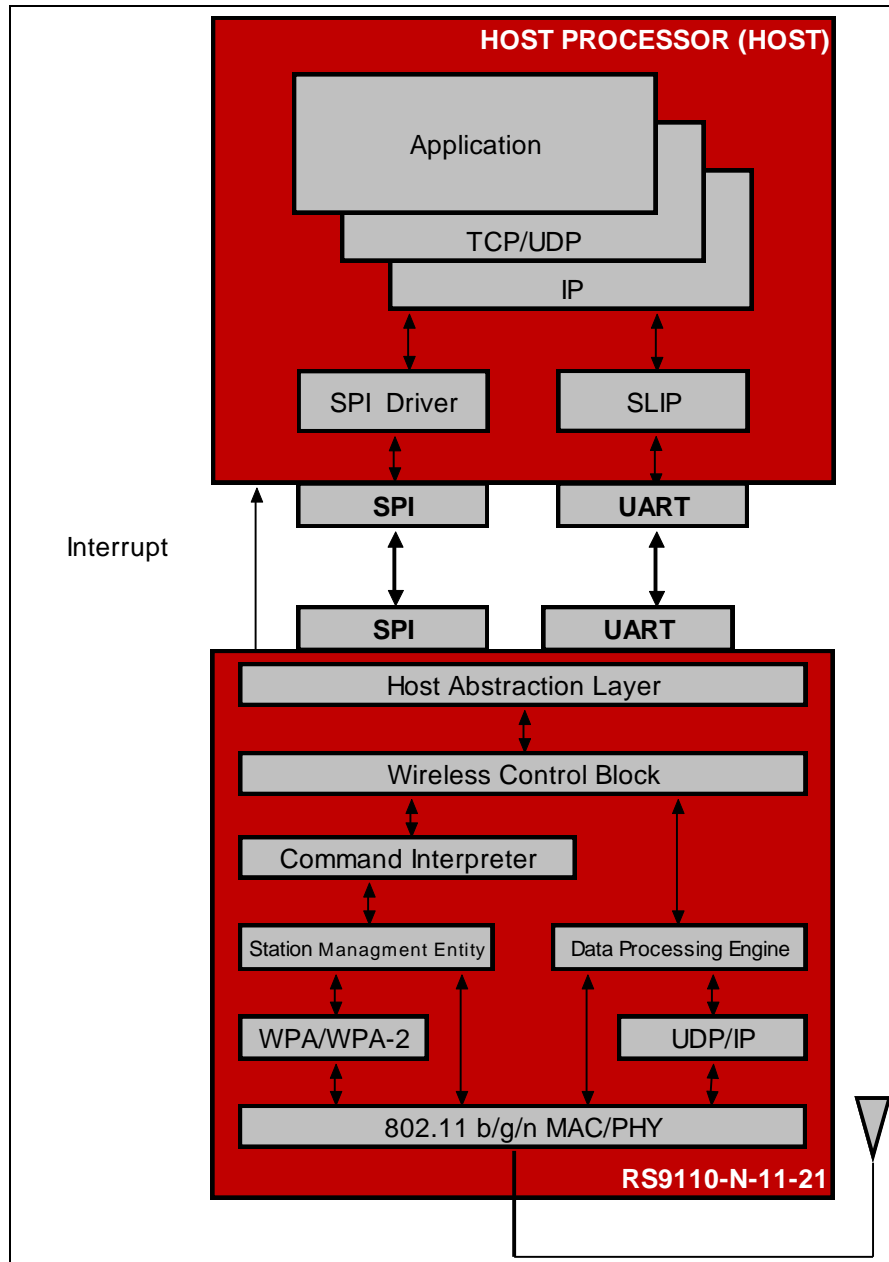 HOST PROCESSOR (HOST)
Application
TCP/UDP
IP
SPI Driver
SLIP
SPI
UART
Interrupt
SPI
UART
Host Abstraction Layer
Wireless Control Block
Command Interpreter
Station Managment Entity
Data Processing Engine
WPA/WPA-2
UDP/IP
802.11 b/g/n MAC/PHY
RS9110-N-11-21